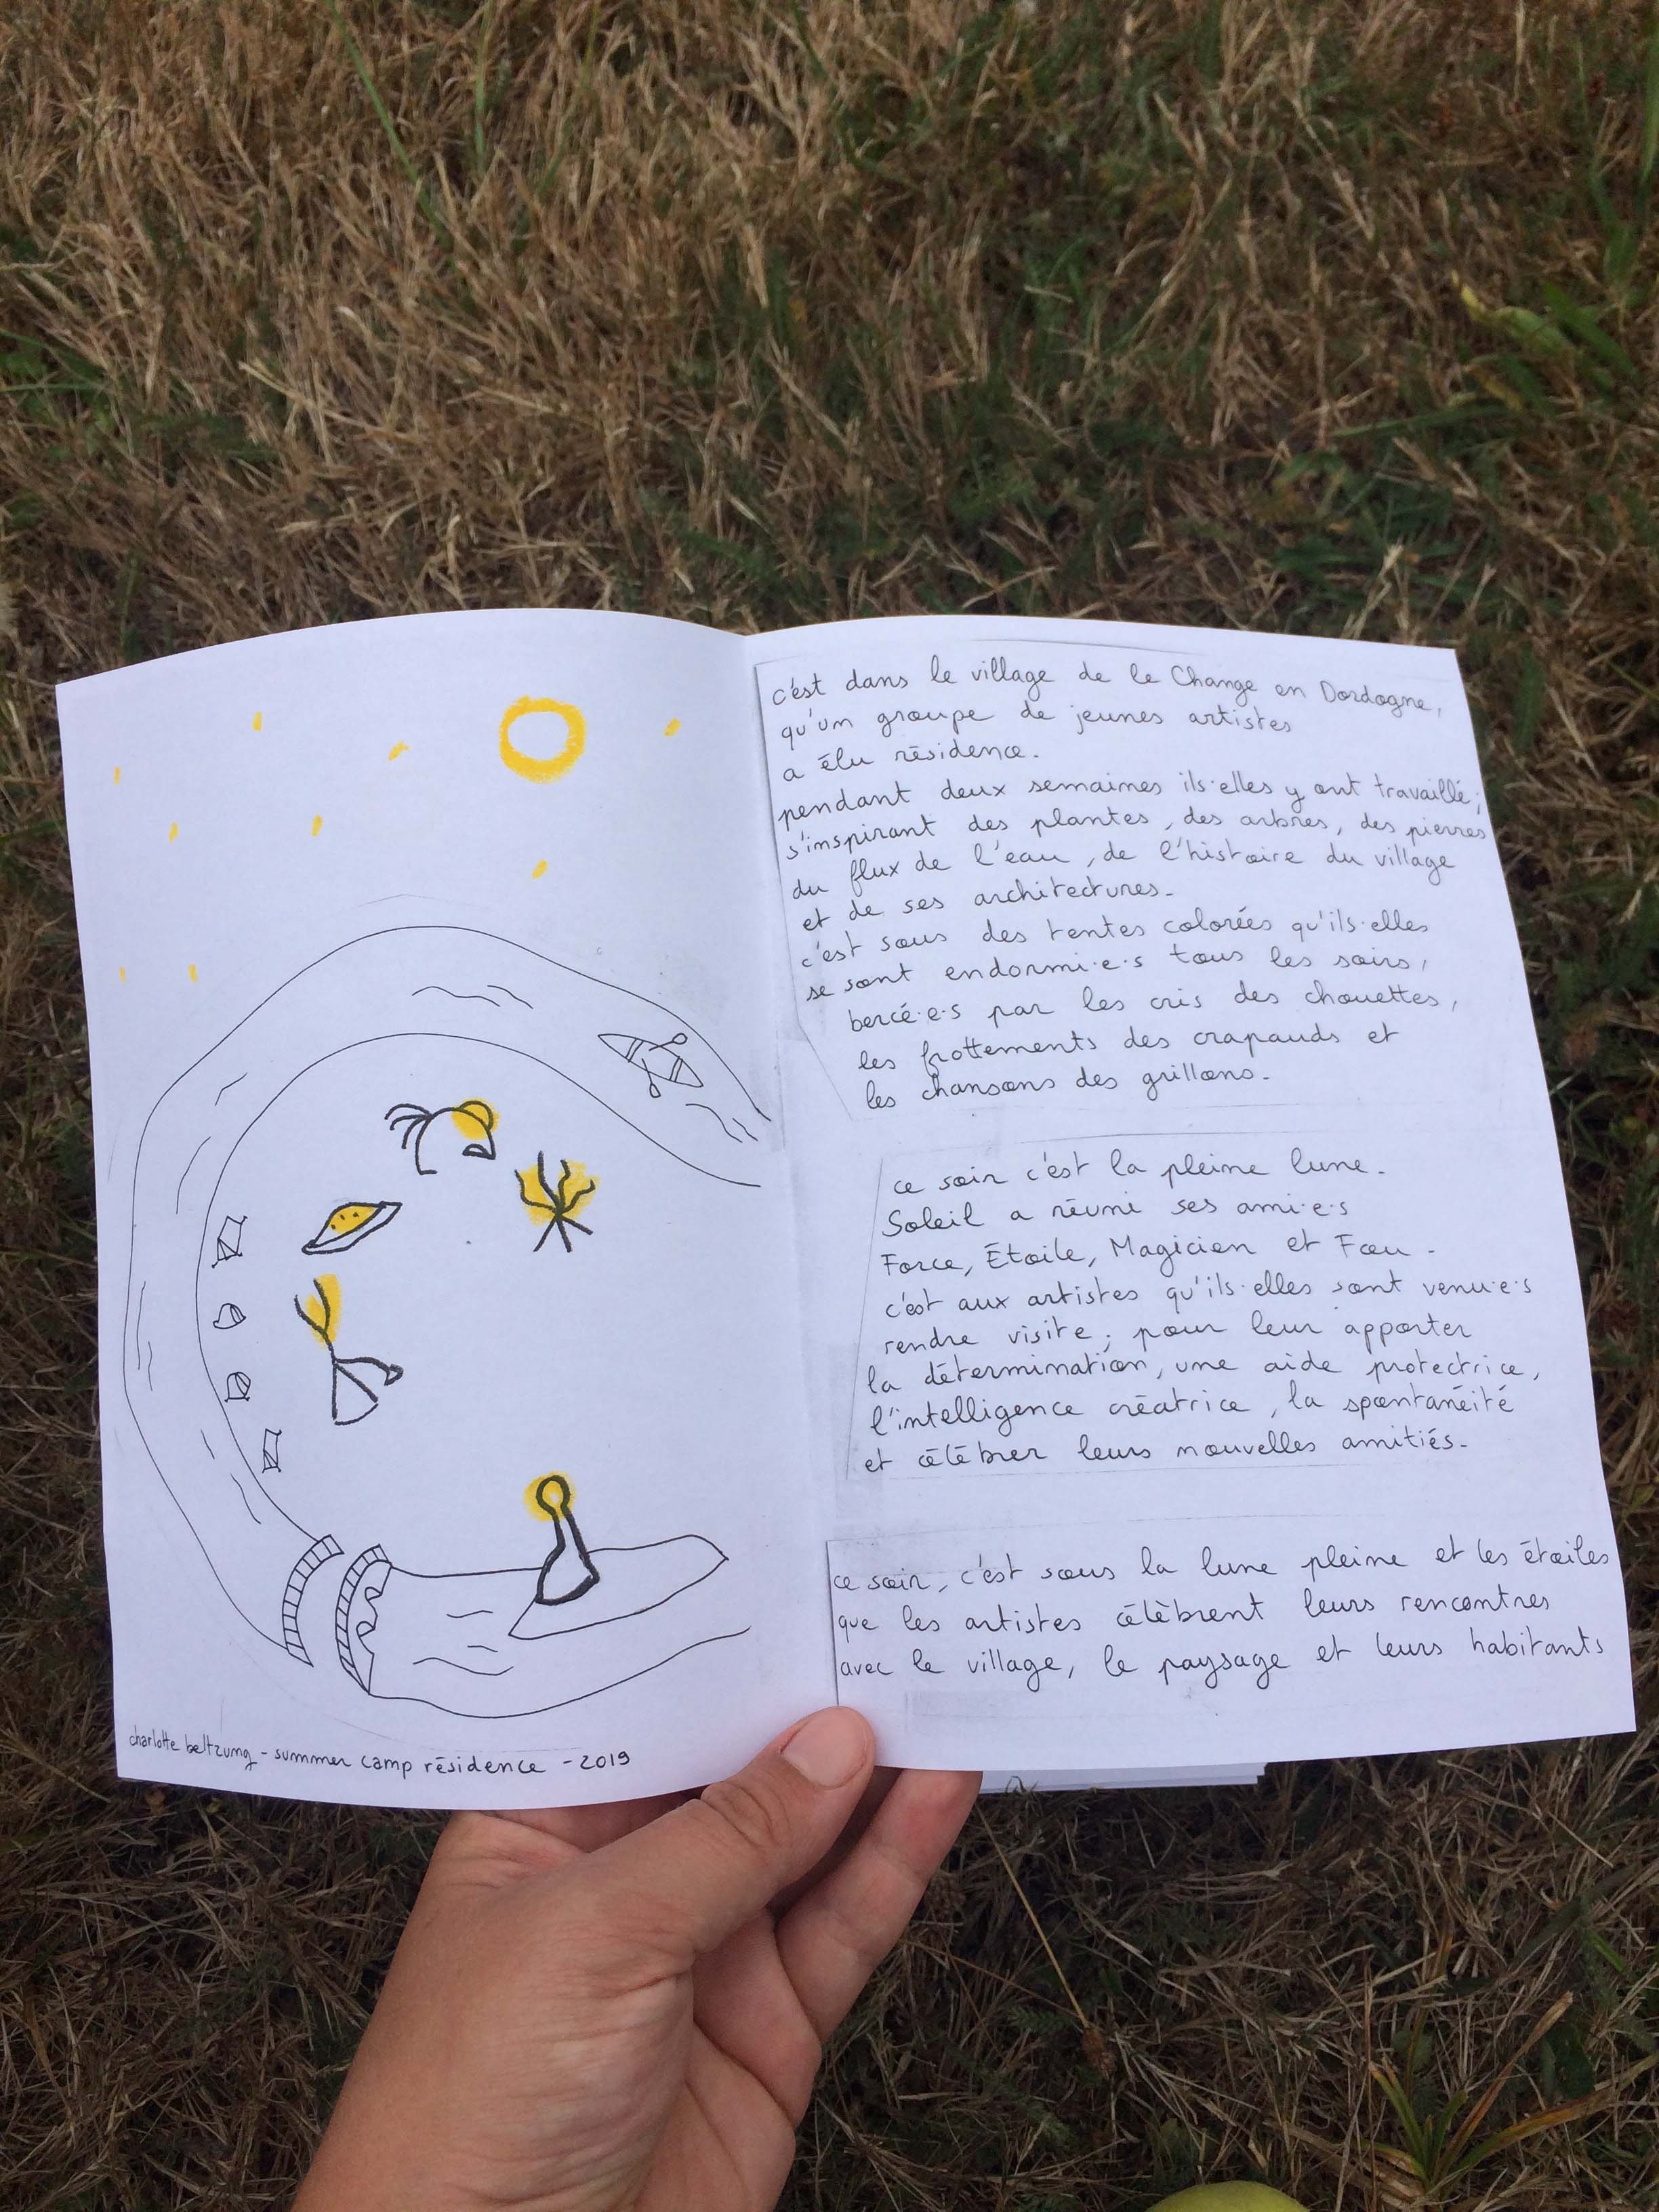 charlotte beltzung - summer camp résidence - 2019
c'est dans le village de le Change en Dordogne,
qu'un groupe de jeunes artistes
a élu résidence.
pendant deux semaines ils·elles y ont travaillé,
s'inspirant des plantes, des arbres, des pierres
du flux de l'eau, de l'histoire du village
et de ses architectures.
c'est sous des tentes colorées qu'ils·elles
se sont endormi·e·s tous les soirs,
bercé·e·s par les cris des chouettes,
les frottements des crapauds et
les chansons des grillons.
ce soir c'est la pleine lune.
Soleil a réuni ses ami·e·s
Force, Étoile, Magicien et Fou.
c'est aux artistes qu'ils·elles sont venu·e·s
rendre visite, pour leur apporter
la détermination, une aide protectrice,
l'intelligence créatrice, la spontanéité
et célébrer leurs nouvelles amitiés.
ce soir, c'est sous la lune pleine et les étoiles
que les artistes célèbrent leurs rencontres
avec le village, le paysage et leurs habitants